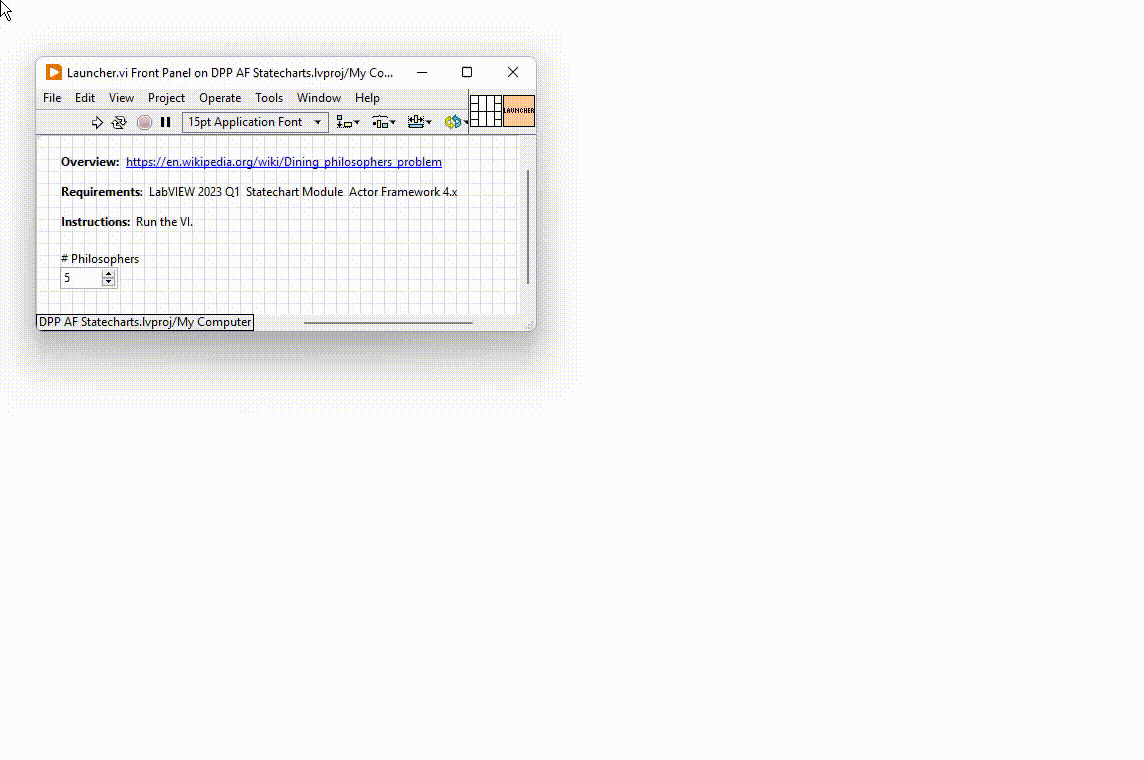 Launcher.vi Front Panel on DPP AF Statecharts.lvproj/My Co...
File Edit View Project Operate Tools Window Help
15pt Application Font
LAUNCHER
Overview: https://en.wikipedia.org/wiki/Dining_philosophers_problem
Requirements: LabVIEW 2023 Q1 Statechart Module Actor Framework 4.x
Instructions: Run the VI.
# Philosophers
5
DPP AF Statecharts.lvproj/My Computer